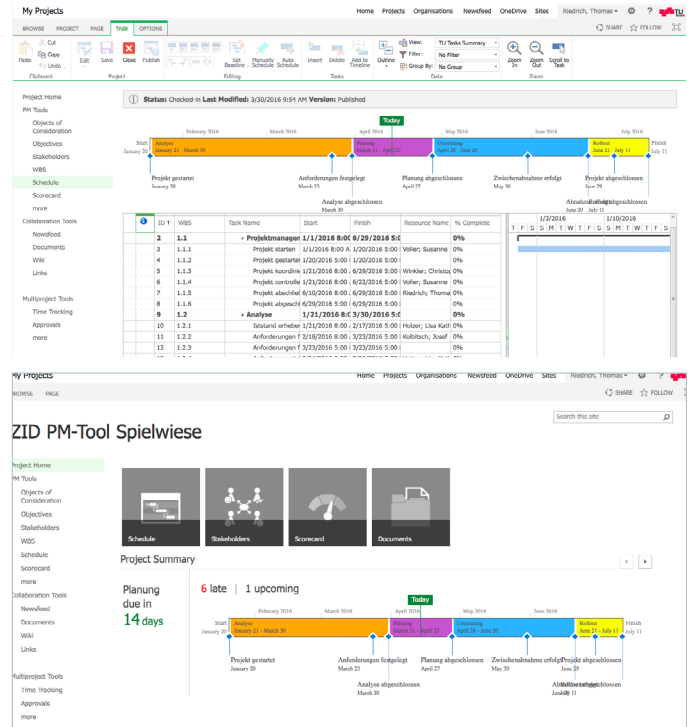 My Projects
Home Projects Organisations Newsfeed OneDrive Sites Riedrich, Thomas ? TU
BROWSE PROJECT PAGE TASK OPTIONS SHARE FOLLOW
Cut
Copy
Undo
Paste Edit Save Close Publish
Set Baseline Manually Schedule Auto Schedule
Insert Delete Add to Timeline Outline
View: TU Tasks Summary
Filter: No Filter
Group By: No Group
Zoom In Zoom Out Scroll to Task
Clipboard Project Editing Tasks Data Zoom
Project Home
PM Tools
Objects of Consideration
Objectives
Stakeholders
WBS
Schedule
Scorecard
more
Collaboration Tools
Newsfeed
Documents
Wiki
Links
Multiproject Tools
Time Tracking
Approvals
more
Status: Checked-in Last Modified: 3/30/2016 9:54 AM Version: Published
Today
February 2016 March 2016 April 2016 May 2016 June 2016 July 2016
Start
January 20
Analyse
January 21 - March 30
Planung
March 31 - April 27
Umsetzung
April 28 - June 20
Rollout
June 21 - July 11
Finish
July 11
Projekt gestartet
January 20
Anforderungen festgelegt
March 23
Planung abgeschlossen
April 27
Zwischenabnahme erfolgt
May 30
Projekt abgeschlossen
June 29
Analyse abgeschlossen
March 30
June 20 July 11
ID WBS Task Name Start Finish Resource Name % Complete
1/3/2016 1/10/2016
T F S S M T W T F S S M T W T F S
2 1.1 Projektmanagem 1/1/2016 8:00 6/29/2016 5:0 0%
3 1.1.1 Projekt starten 1/1/2016 8:00 A 1/20/2016 5:00 Voller; Susanne 0%
4 1.1.2 Projekt gestartet 1/20/2016 5:00 1/20/2016 5:00 0%
5 1.1.3 Projekt koordinie 1/21/2016 8:00 6/29/2016 5:00 Winkler; Christop 0%
6 1.1.4 Projekt controlle 1/21/2016 8:00 6/22/2016 5:00 Voller; Susanne 0%
7 1.1.5 Projekt abschließ 6/10/2016 5:00 6/29/2016 5:00 Riedrich; Thoma 0%
8 1.1.6 Projekt abgeschl 6/29/2016 5:00 6/29/2016 5:00 0%
9 1.2 Analyse 1/21/2016 8:0 3/30/2016 5:0 0%
10 1.2.1 Iststand erhebe 1/21/2016 8:00 2/17/2016 5:00 Holzer; Lisa Kath 0%
11 1.2.2 Anforderungen f 2/18/2016 8:00 3/23/2016 5:00 Kolbitsch; Josef 0%
12 1.2.3 Anforderungen f 3/23/2016 5:00 3/23/2016 5:00 0%
My Projects
Home Projects Organisations Newsfeed OneDrive Sites Riedrich, Thomas ?
BROWSE PAGE SHARE FOLLOW
Search this site
ZID PM-Tool Spielwiese
Project Home
PM Tools
Objects of Consideration
Objectives
Stakeholders
WBS
Schedule
Scorecard
more
Collaboration Tools
Newsfeed
Documents
Wiki
Links
Multiproject Tools
Time Tracking
Approvals
more
Schedule Stakeholders Scorecard Documents
Project Summary
Planung
due in
14 days
6 late | 1 upcoming
Today
February 2016 March 2016 April 2016 May 2016 June 2016
Start
January 20
Analyse
January 21 - March 30
Planung
March 31 - April 27
Umsetzung
April 28 - June 20
Rollout
June 21 - July 11
Finish
July 11
Projekt gestartet
January 20
Anforderungen festgelegt
March 23
Planung abgeschlossen
April 27
Zwischenabnahme erfolgt
May 30
Projekt abgeschlossen
June 29
Analyse abgeschlossen
March 30